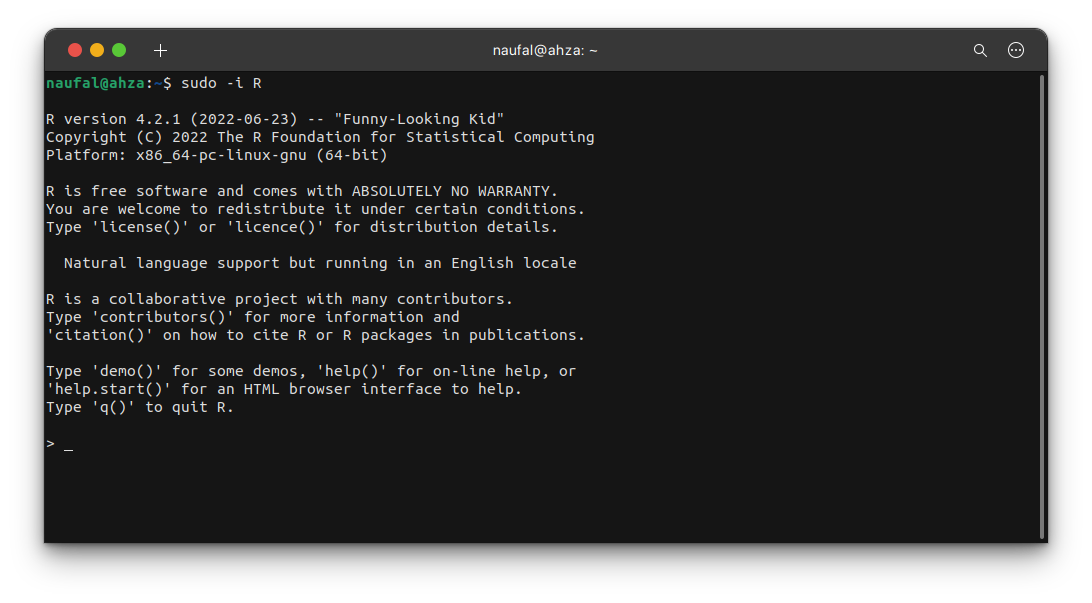 naufal@ahza: ~
naufal@ahza:~$ sudo -i R
R version 4.2.1 (2022-06-23) -- "Funny-Looking Kid"
Copyright (C) 2022 The R Foundation for Statistical Computing
Platform: x86_64-pc-linux-gnu (64-bit)
R is free software and comes with ABSOLUTELY NO WARRANTY.
You are welcome to redistribute it under certain conditions.
Type 'license()' or 'licence()' for distribution details.
Natural language support but running in an English locale
R is a collaborative project with many contributors.
Type 'contributors()' for more information and
'citation()' on how to cite R or R packages in publications.
Type 'demo()' for some demos, 'help()' for on-line help, or
'help.start()' for an HTML browser interface to help.
Type 'q()' to quit R.
> _